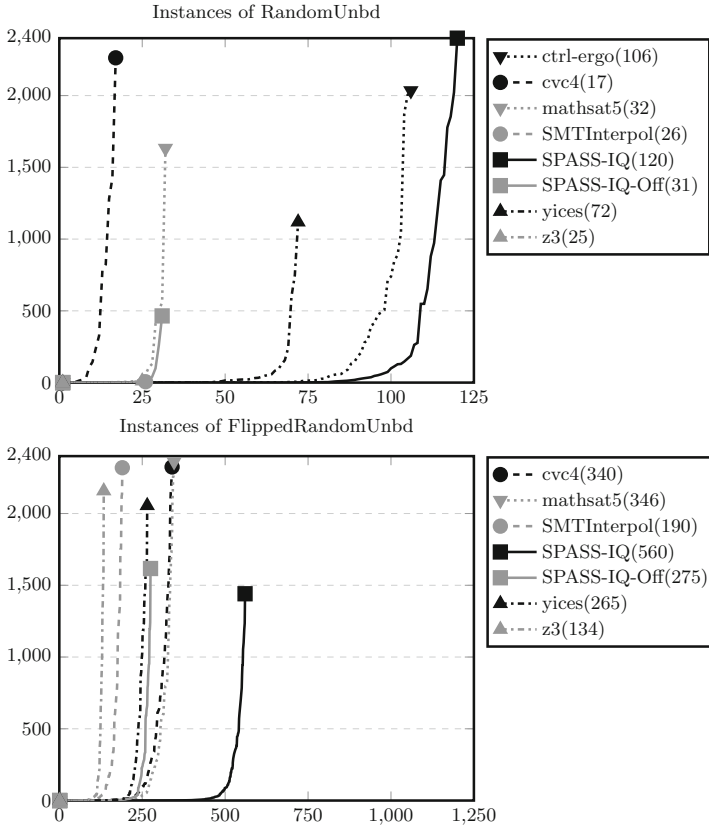 Instances of RandomUnbd
2,400
2,000
1,500
1,000
500
0
0 25 50 75 100 125
ctrl-ergo(106)
cvc4(17)
mathsat5(32)
SMTInterpol(26)
SPASS-IQ(120)
SPASS-IQ-Off(31)
yices(72)
z3(25)
Instances of FlippedRandomUnbd
2,400
2,000
1,500
1,000
500
0
0 250 500 750 1,000 1,250
cvc4(340)
mathsat5(346)
SMTInterpol(190)
SPASS-IQ(560)
SPASS-IQ-Off(275)
yices(265)
z3(134)